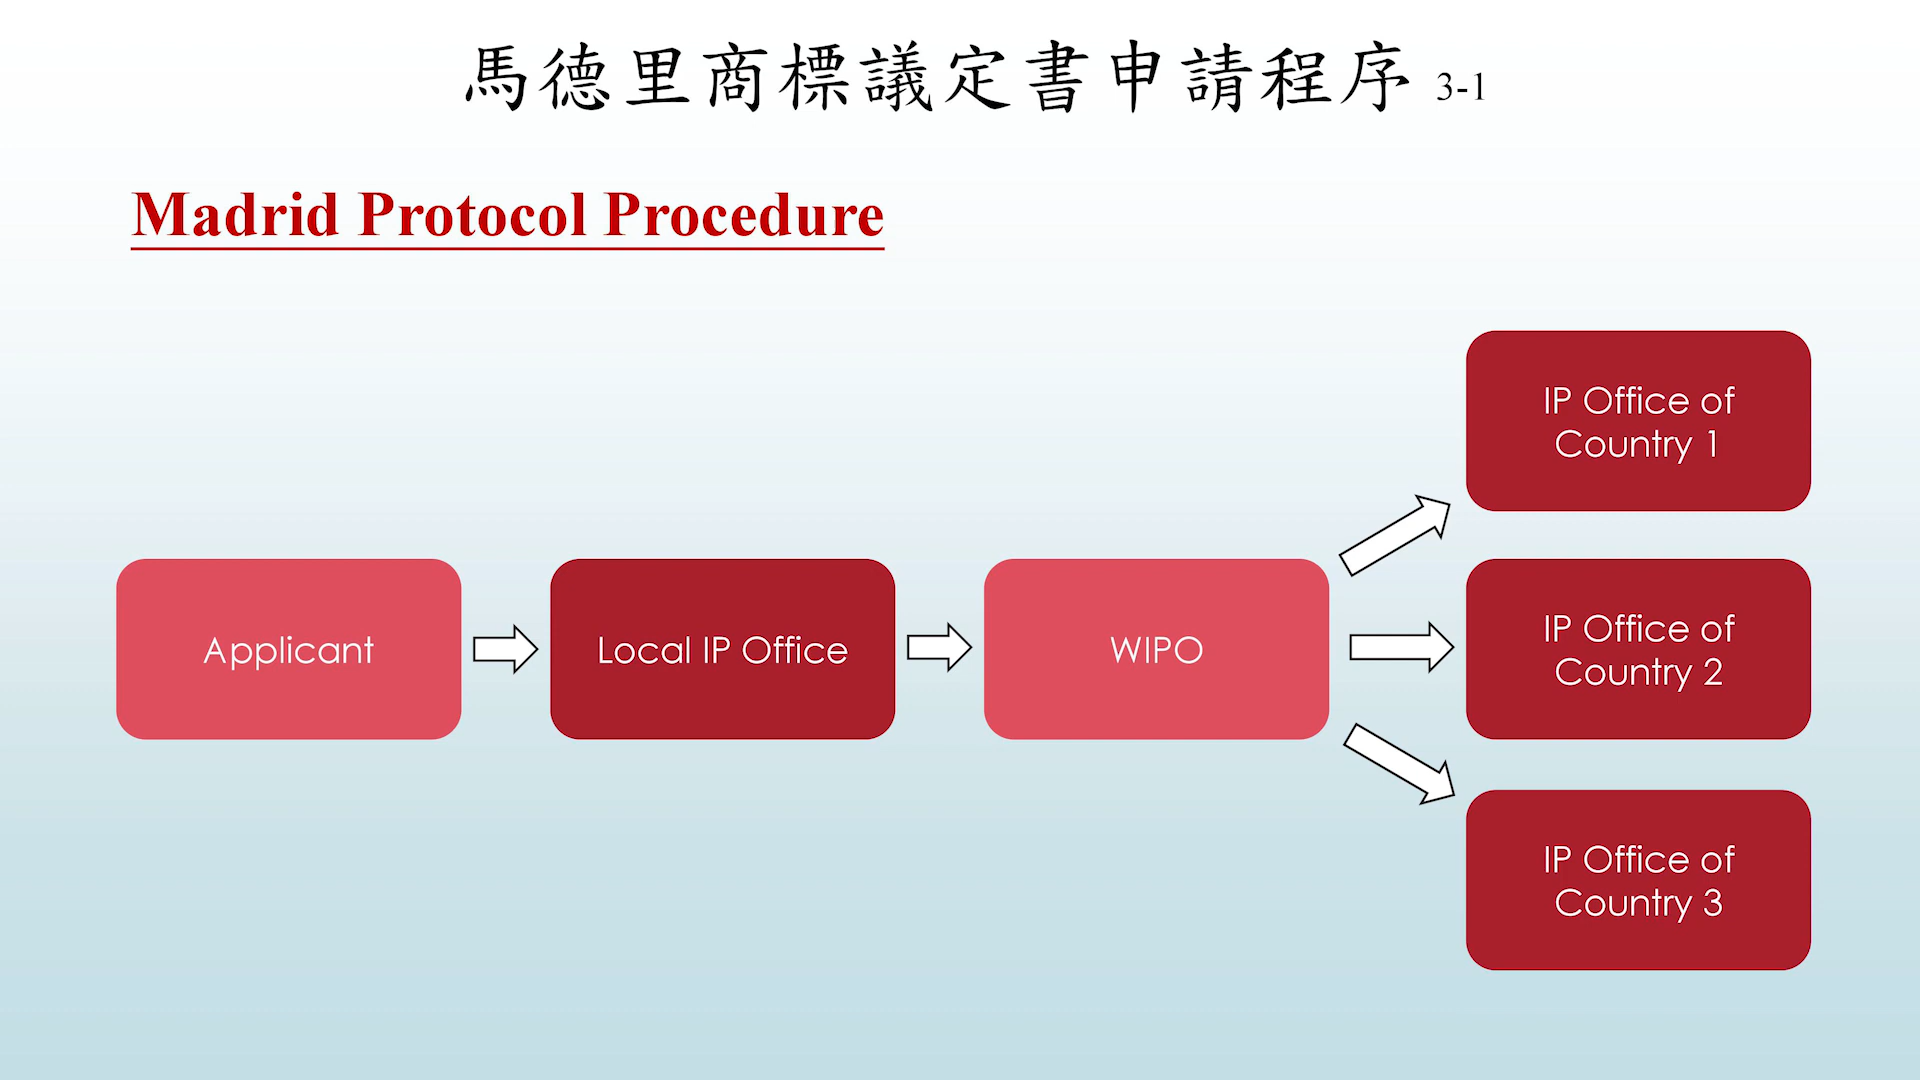 馬德里商標議定書申請程序 3-1
Madrid Protocol Procedure
Applicant
Local IP Office
WIPO
IP Office of
Country 1
IP Office of
Country 2
IP Office of
Country 3